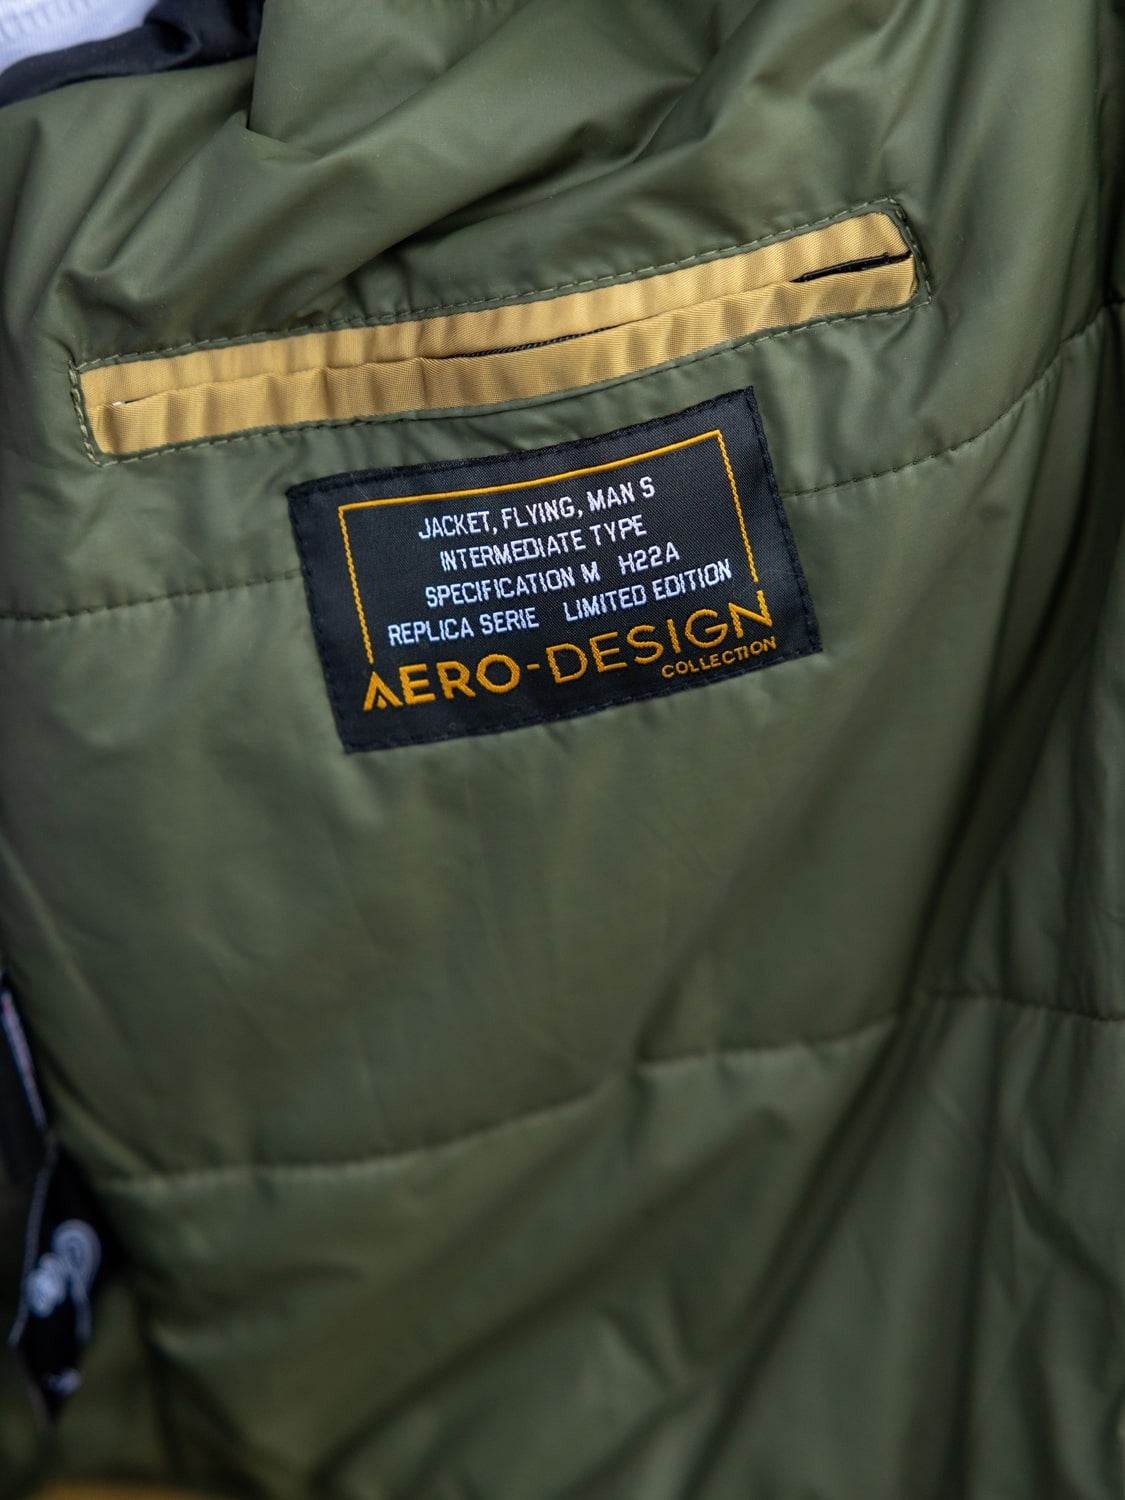 JACKET, FLYING, MAN S
INTERMEDIATE TYPE
SPECIFICATION M H22A
REPLICA SERIE LIMITED EDITION
AERO-DESIGN
COLLECTION